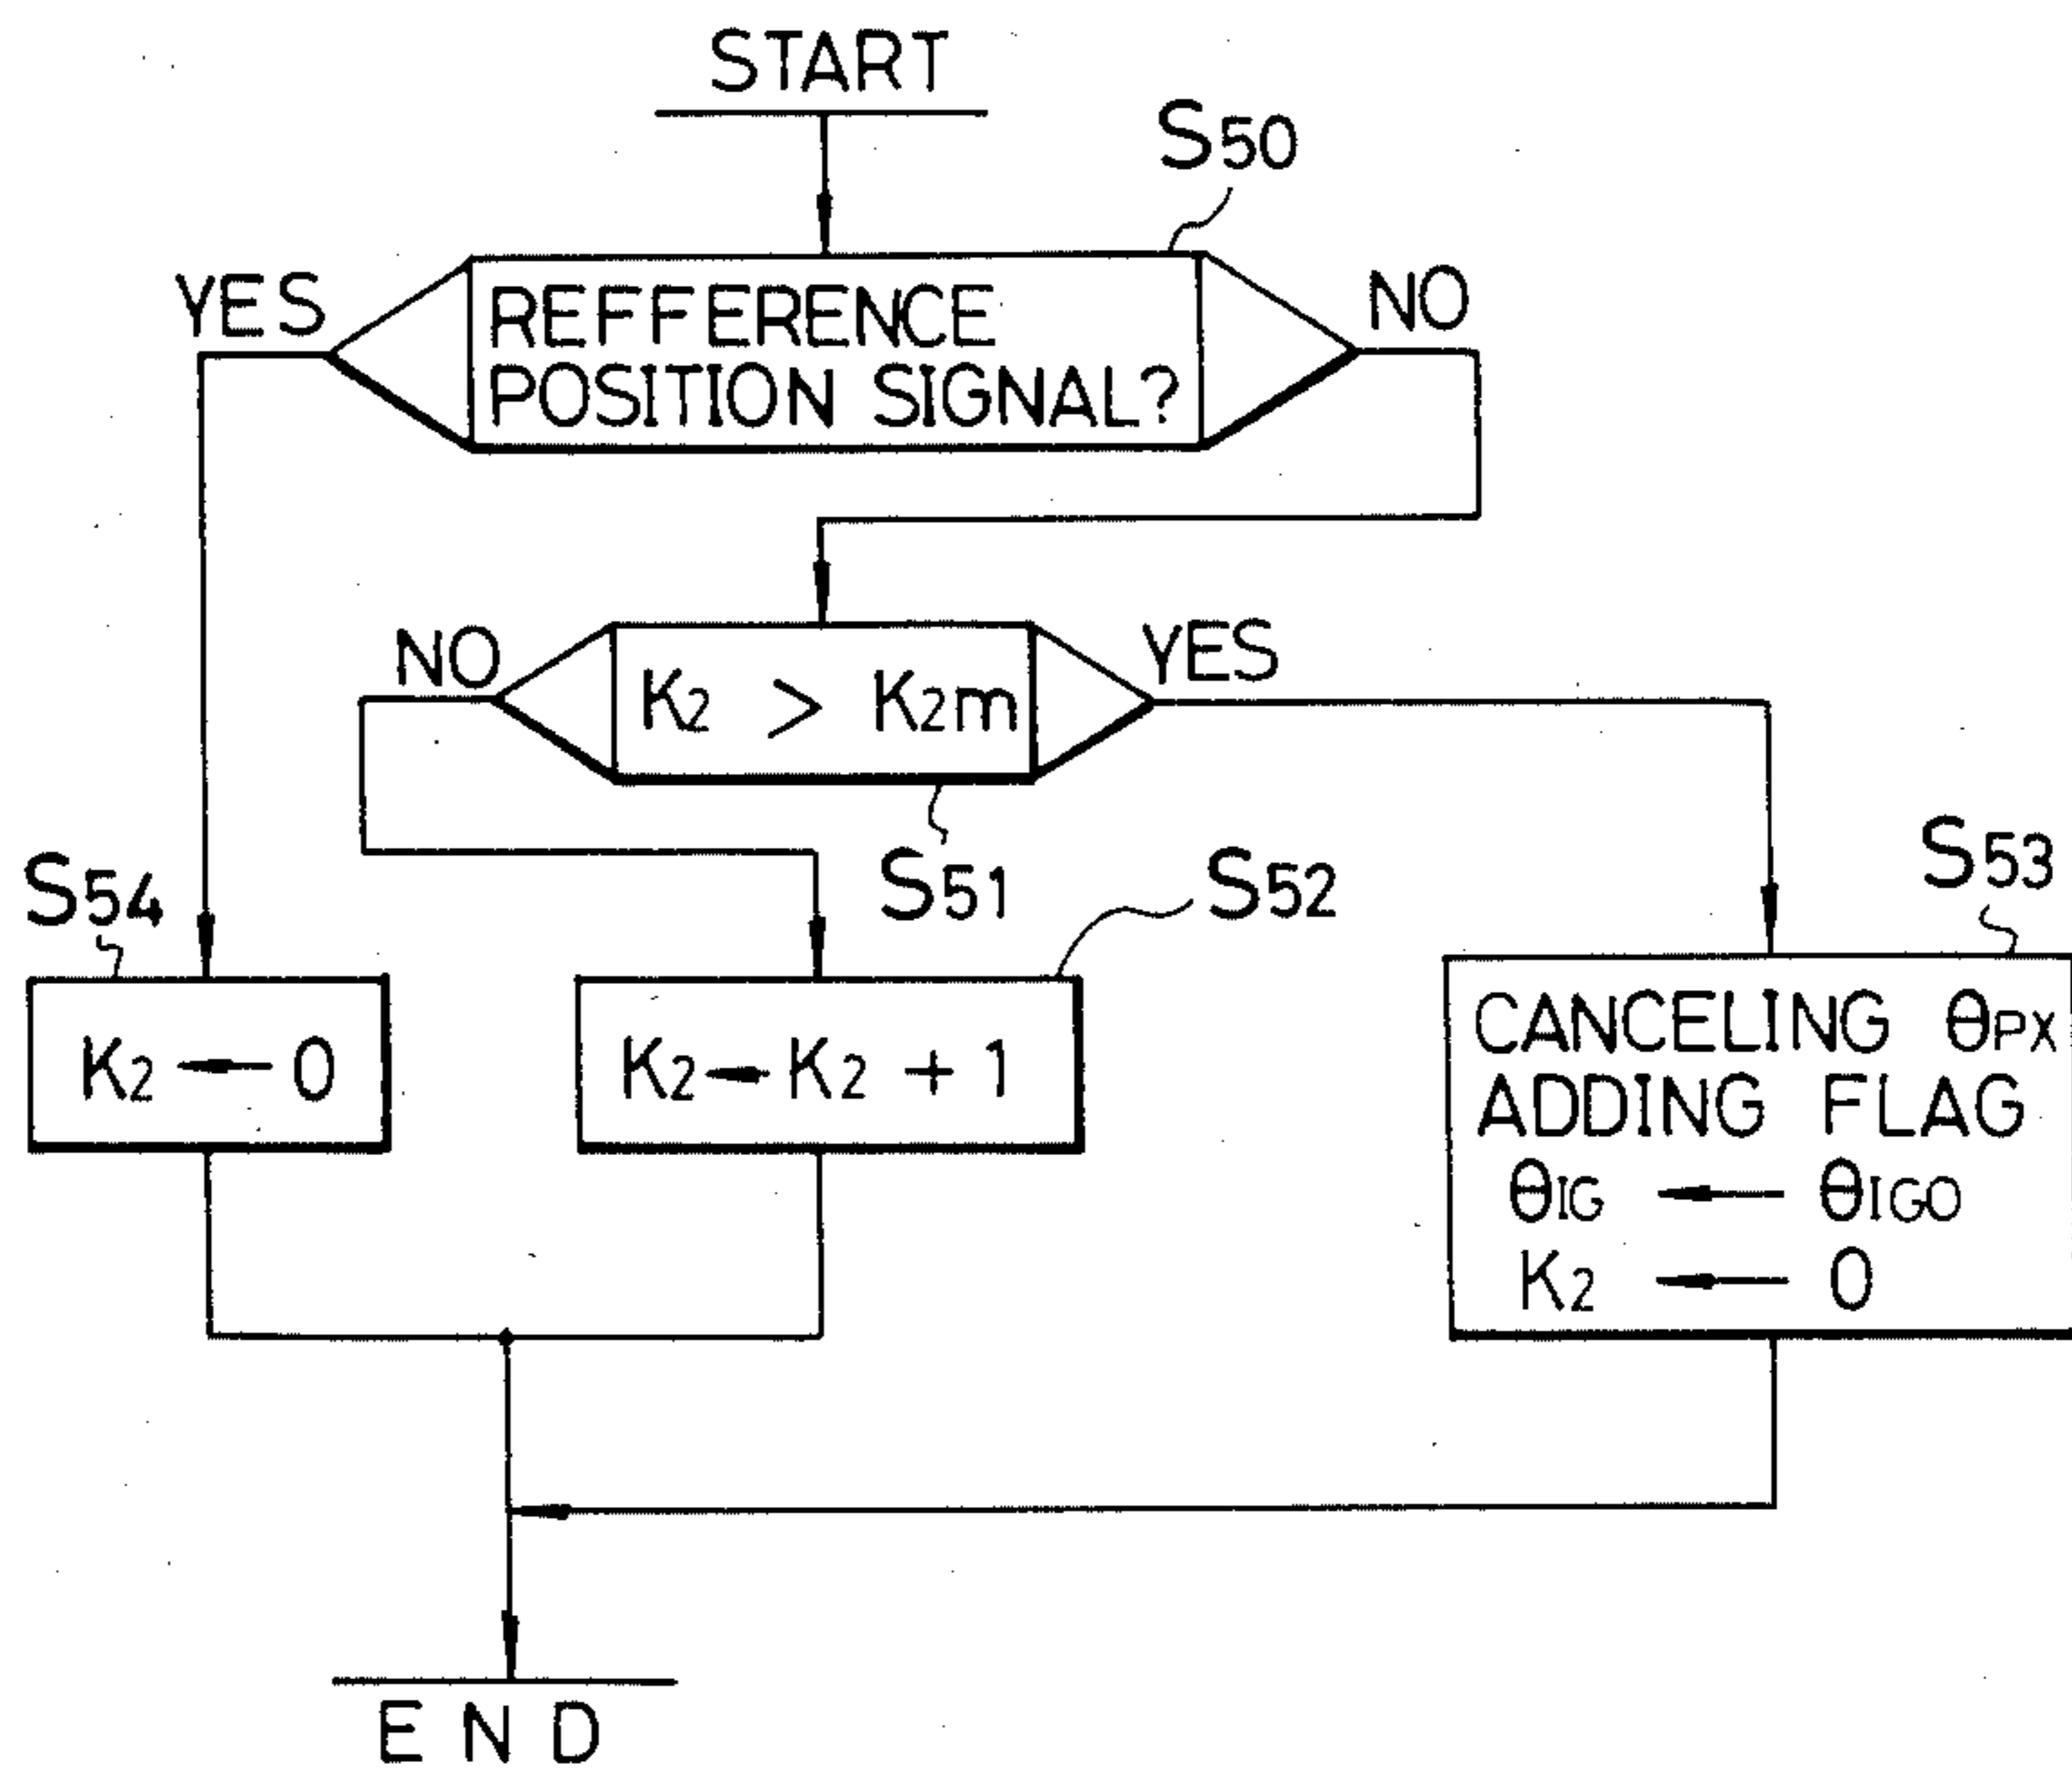 START
S50
YES
NO
REFFERENCE
POSITION SIGNAL?
NO
YES
K2 > K2m
S54
S51
S52
S53
K2 ← 0
K2 ← K2 + 1
CANCELING θPX
ADDING FLAG
θIG ← θIGO
K2 ← 0
END